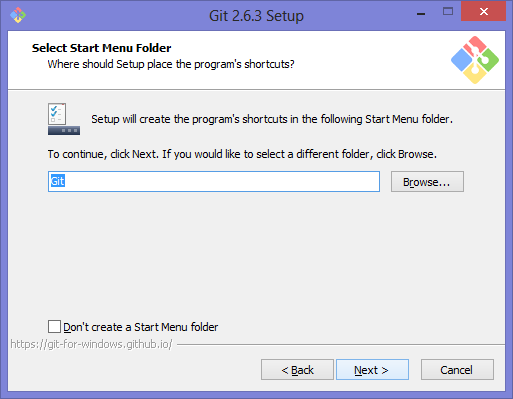 Git 2.6.3 Setup
Select Start Menu Folder
Where should Setup place the program's shortcuts?
Setup will create the program's shortcuts in the following Start Menu folder.
To continue, click Next. If you would like to select a different folder, click Browse.
Git
Browse...
Don't create a Start Menu folder
https://git-for-windows.github.io/
< Back
Next >
Cancel